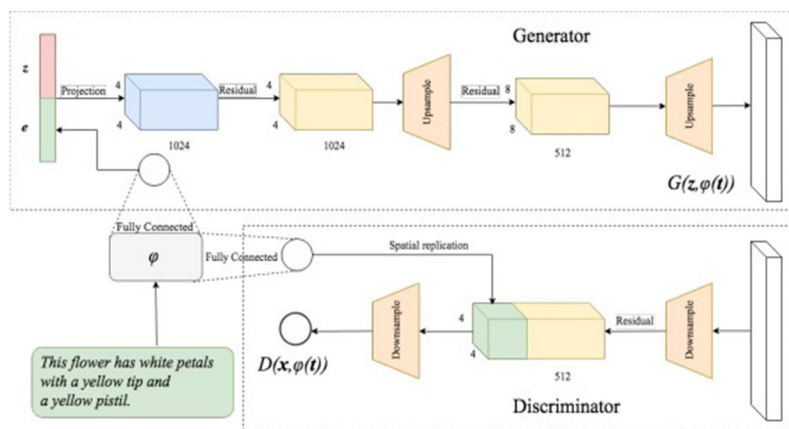 Generator
z
e
Projection
4
4
1024
Residual
4
4
1024
Upsample
Residual
8
8
512
Upsample
G(z,φ(t))
Fully Connected
φ
Fully Connected
Spatial replication
This flower has white petals
with a yellow tip and
a yellow pistil.
D(x,φ(t))
Downsample
4
4
512
Residual
Downsample
Discriminator